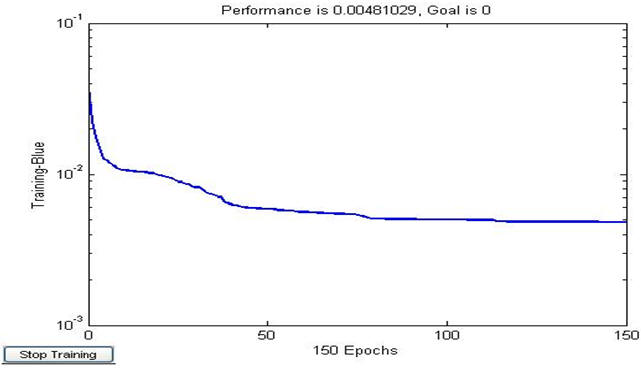 Performance is 0.00481029, Goal is 0
10^-1
10^-2
10^-3
Training-Blue
0 50 100 150
150 Epochs
Stop Training